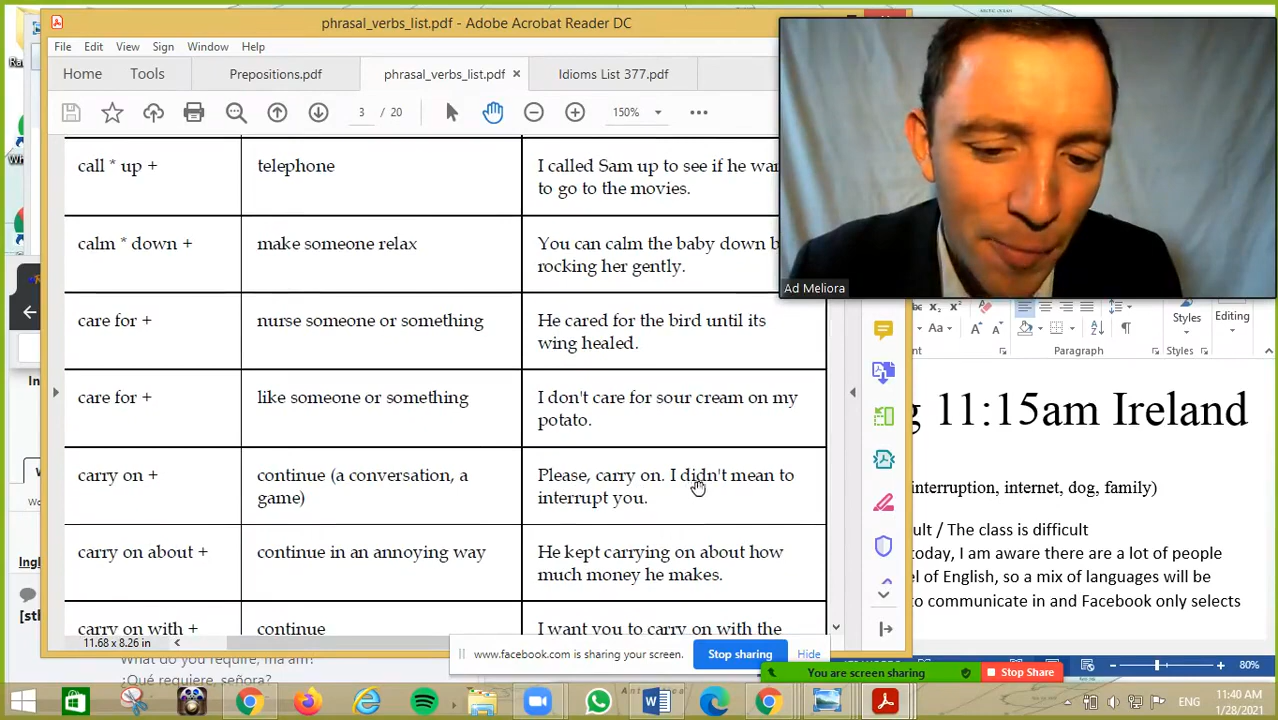 phrasal_verbs_list.pdf - Adobe Acrobat Reader DC
File Edit View Sign Window Help
Home Tools Prepositions.pdf phrasal_verbs_list.pdf × Idioms List 377.pdf
3 / 20 150%
call * up + telephone I called Sam up to see if he
to go to the movies.
calm * down + make someone relax You can calm the baby down
rocking her gently.
Ad Meliora
care for + nurse someone or something He cared for the bird until its
wing healed.
care for + like someone or something I don't care for sour cream on my
potato.
carry on + continue (a conversation, a Please, carry on. I didn't mean to
game) interrupt you.
carry on about + continue in an annoying way He kept carrying on about how
much money he makes.
carry on with + continue I want you to carry on with the
11.68 x 8.26 in
Styles Editing
Paragraph Styles
11:15am Ireland
interruption, internet, dog, family)
/ The class is difficult
today, I am aware there are a lot of people
of English, so a mix of languages will be
to communicate in and Facebook only selects
www.facebook.com is sharing your screen. Stop sharing Hide
You are screen sharing Stop Share
What do you require, ma'am?
¿Qué requiere, señora?
80%
ENG
11:40 AM
1/28/2021